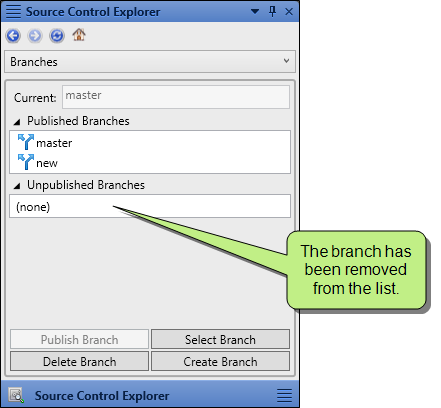 Source Control Explorer
Branches
Current: master
Published Branches
master
new
Unpublished Branches
(none)
The branch has
been removed
from the list.
Publish Branch Select Branch
Delete Branch Create Branch
Source Control Explorer